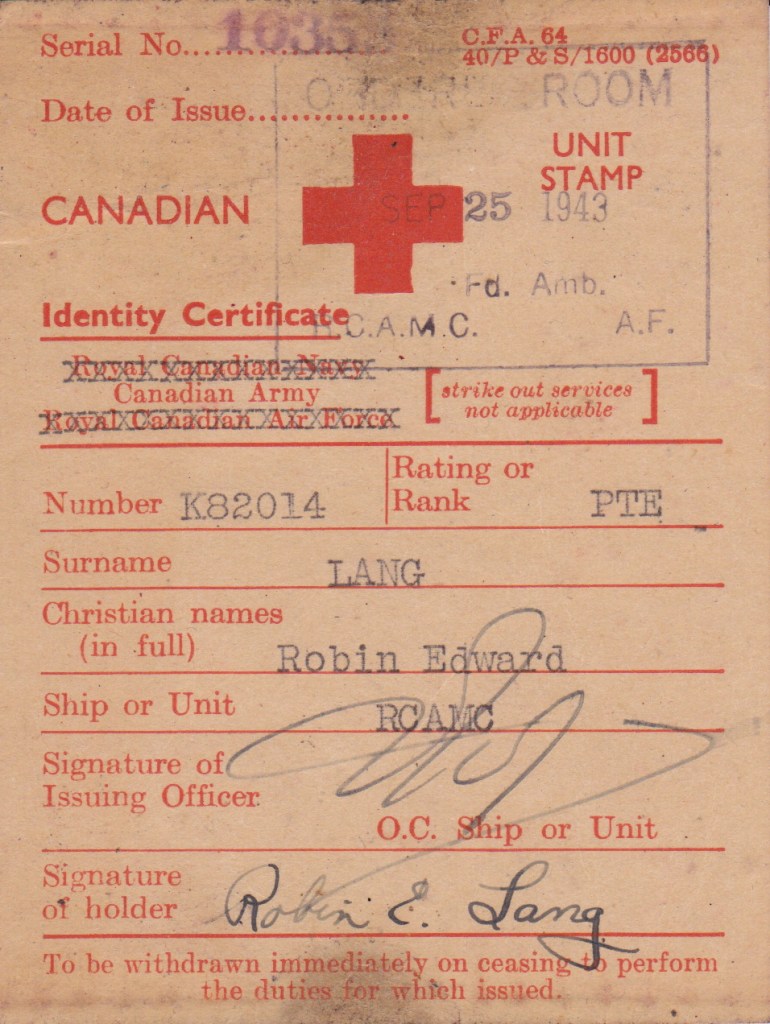 Serial No....
C.F.A. 64
40/P & S/1600 (2566)
Date of Issue...............
ORDERLY ROOM
UNIT
STAMP
CANADIAN
SEP 25 1943
Fd. Amb.
Identity Certificate
R.C.A.M.C. A.F.
Royal Canadian Navy
Canadian Army
Royal Canadian Air Force
[strike out services
not applicable]
Number K82014
Rating or
Rank PTE
Surname LANG
Christian names
(in full) Robin Edward
Ship or Unit RCAMC
Signature of
Issuing Officer
O.C. Ship or Unit
Signature
of holder Robin E. Lang
To be withdrawn immediately on ceasing to perform
the duties for which issued.